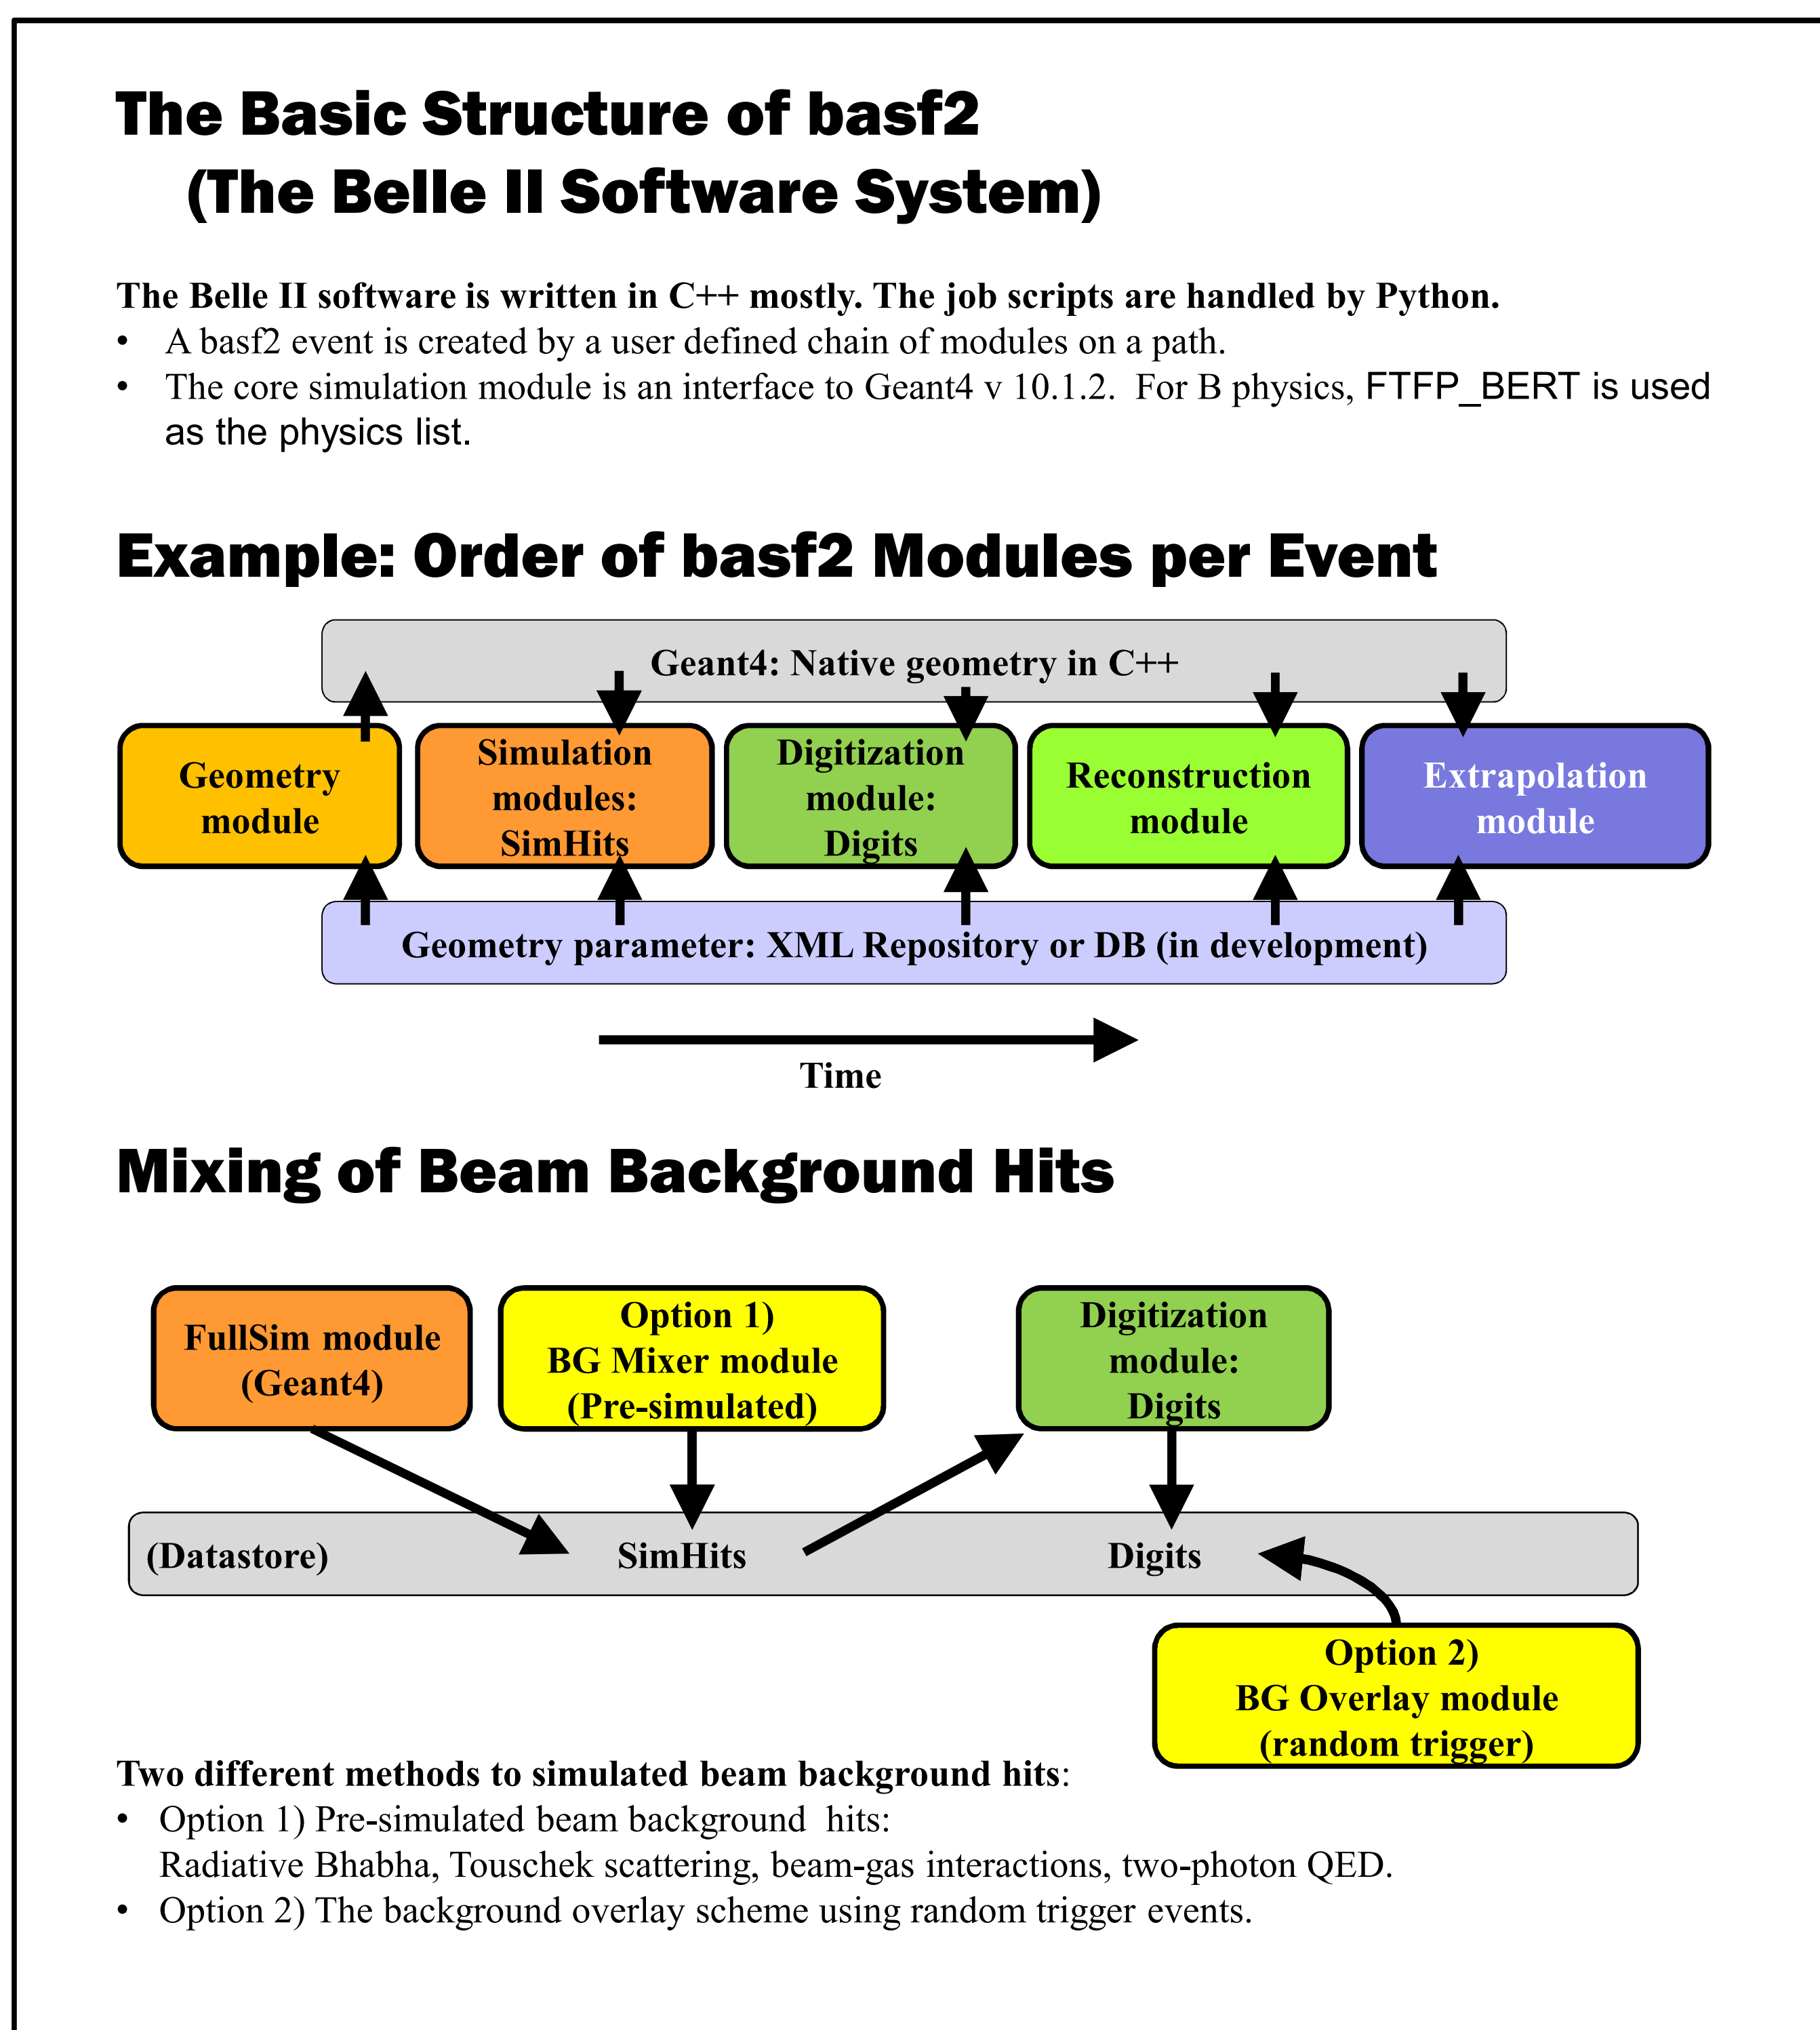 The Basic Structure of basf2
(The Belle II Software System)
The Belle II software is written in C++ mostly. The job scripts are handled by Python.
• A basf2 event is created by a user defined chain of modules on a path.
• The core simulation module is an interface to Geant4 v 10.1.2. For B physics, FTFP_BERT is used
as the physics list.
Example: Order of basf2 Modules per Event
Geant4: Native geometry in C++
Geometry
module
Simulation
modules:
SimHits
Digitization
module:
Digits
Reconstruction
module
Extrapolation
module
Geometry parameter: XML Repository or DB (in development)
Time
Mixing of Beam Background Hits
FullSim module
(Geant4)
Option 1)
BG Mixer module
(Pre-simulated)
Digitization
module:
Digits
(Datastore)
SimHits
Digits
Option 2)
BG Overlay module
(random trigger)
Two different methods to simulated beam background hits:
• Option 1) Pre-simulated beam background hits:
Radiative Bhabha, Touschek scattering, beam-gas interactions, two-photon QED.
• Option 2) The background overlay scheme using random trigger events.